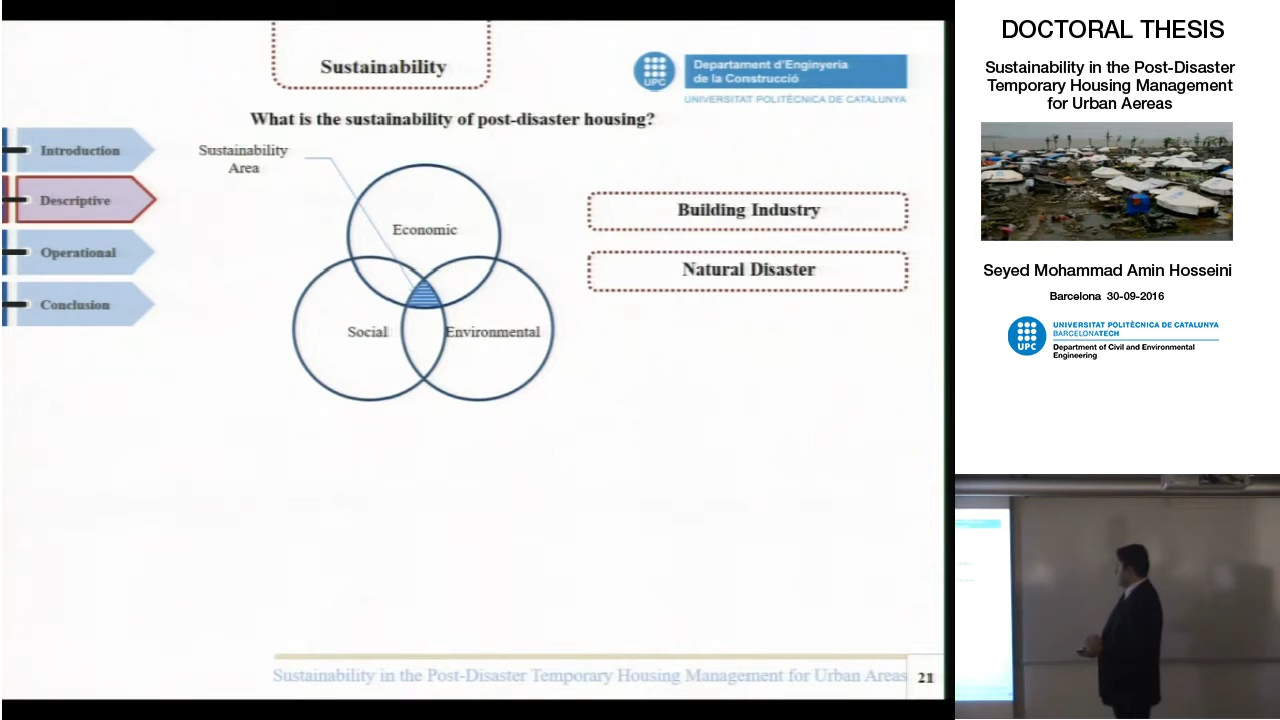 Sustainability
UPC
Departament d'Enginyeria
de la Construcció
UNIVERSITAT POLITÈCNICA DE CATALUNYA
What is the sustainability of post-disaster housing?
Introduction
Descriptive
Operational
Conclusion
Sustainability
Area
Economic
Social
Environmental
Building Industry
Natural Disaster
Sustainability in the Post-Disaster Temporary Housing Management for Urban Areas
21
DOCTORAL THESIS
Sustainability in the Post-Disaster
Temporary Housing Management
for Urban Aereas
Seyed Mohammad Amin Hosseini
Barcelona 30-09-2016
UPC
UNIVERSITAT POLITÈCNICA DE CATALUNYA
BARCELONATECH
Department of Civil and Environmental
Engineering